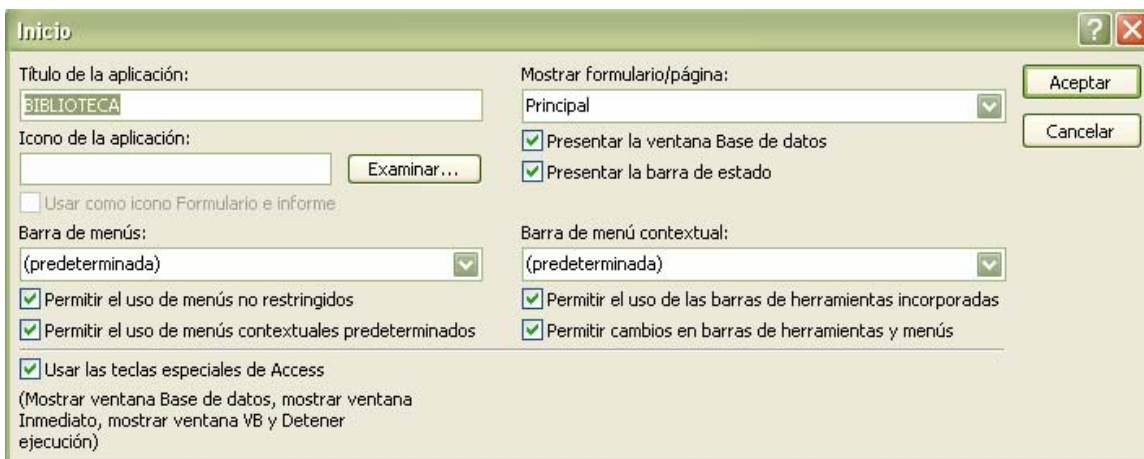 Inicio
Título de la aplicación:
BIBLIOTECA
Icono de la aplicación:
Examinar...
Usar como icono Formulario e informe
Mostrar formulario/página:
Principal
Presentar la ventana Base de datos
Presentar la barra de estado
Aceptar
Cancelar
Barra de menús:
(predeterminada)
Permitir el uso de menús no restringidos
Permitir el uso de menús contextuales predeterminados
Barra de menú contextual:
(predeterminada)
Permitir el uso de las barras de herramientas incorporadas
Permitir cambios en barras de herramientas y menús
Usar las teclas especiales de Access
(Mostrar ventana Base de datos, mostrar ventana
Inmediato, mostrar ventana VB y Detener
ejecución)